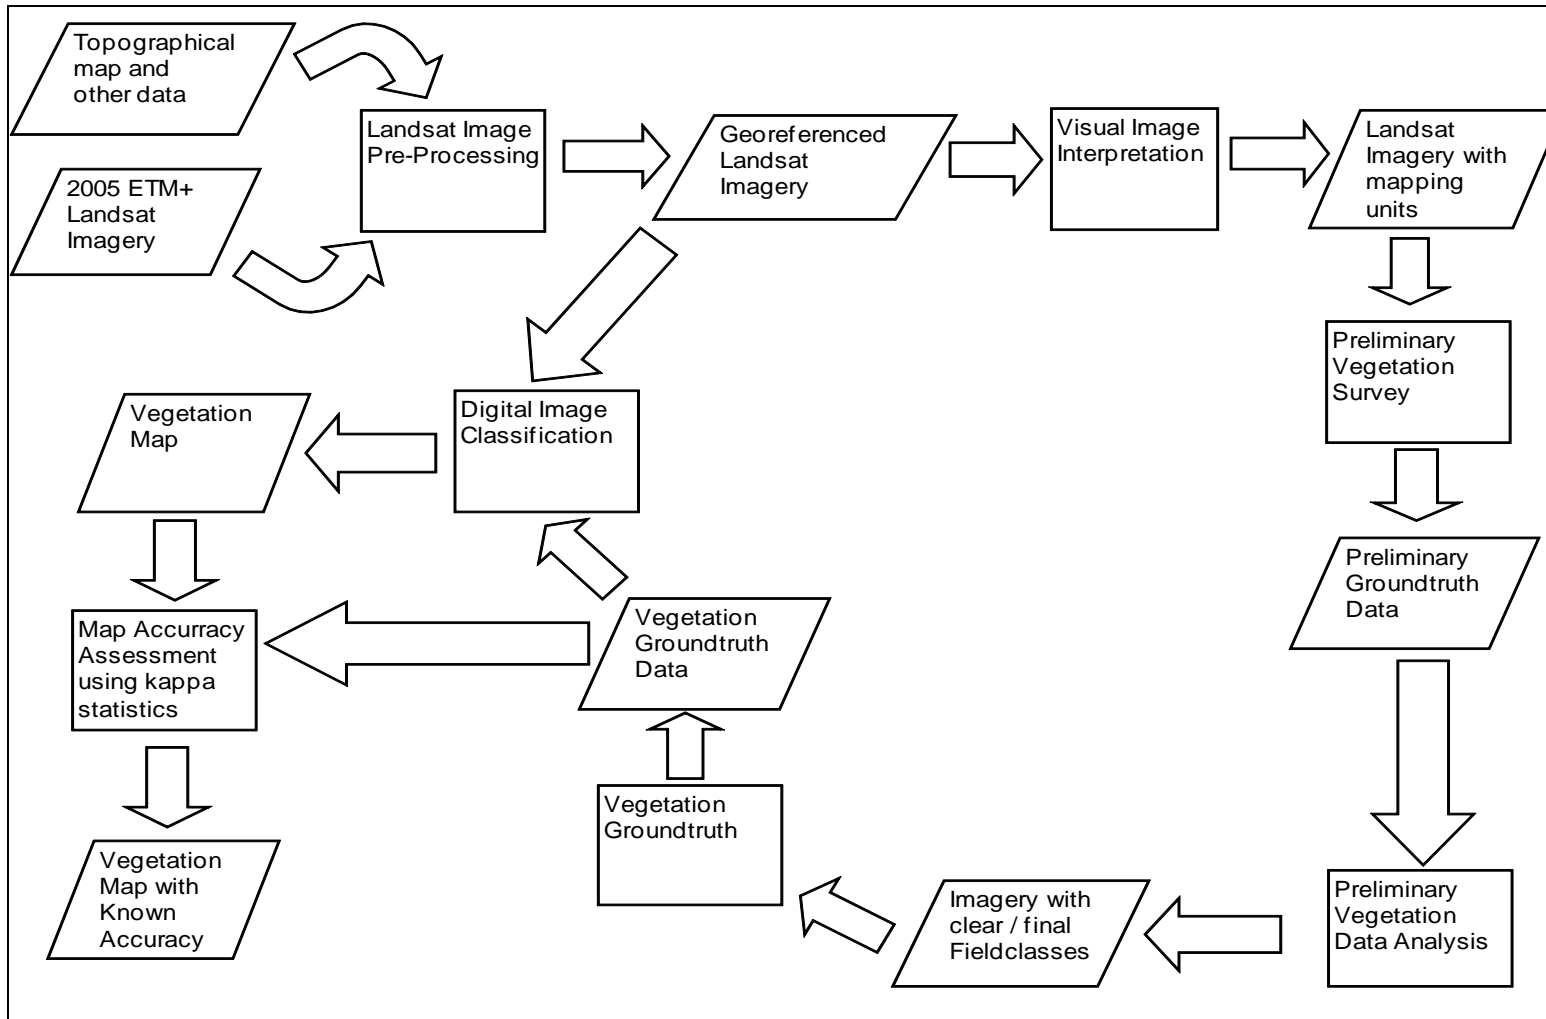 Topographical
map and
other data
2005 ETM+
Landsat
Imagery
Landsat Image
Pre-Processing
Georeferenced
Landsat
Imagery
Visual Image
Interpretation
Landsat
Imagery with
mapping
units
Preliminary
Vegetation
Survey
Preliminary
Groundtruth
Data
Preliminary
Vegetation
Data Analysis
Imagery with
clear / final
Fieldclasses
Vegetation
Groundtruth
Vegetation
Groundtruth
Data
Digital Image
Classification
Vegetation
Map
Map Accurracy
Assessment
using kappa
statistics
Vegetation
Map with
Known
Accuracy